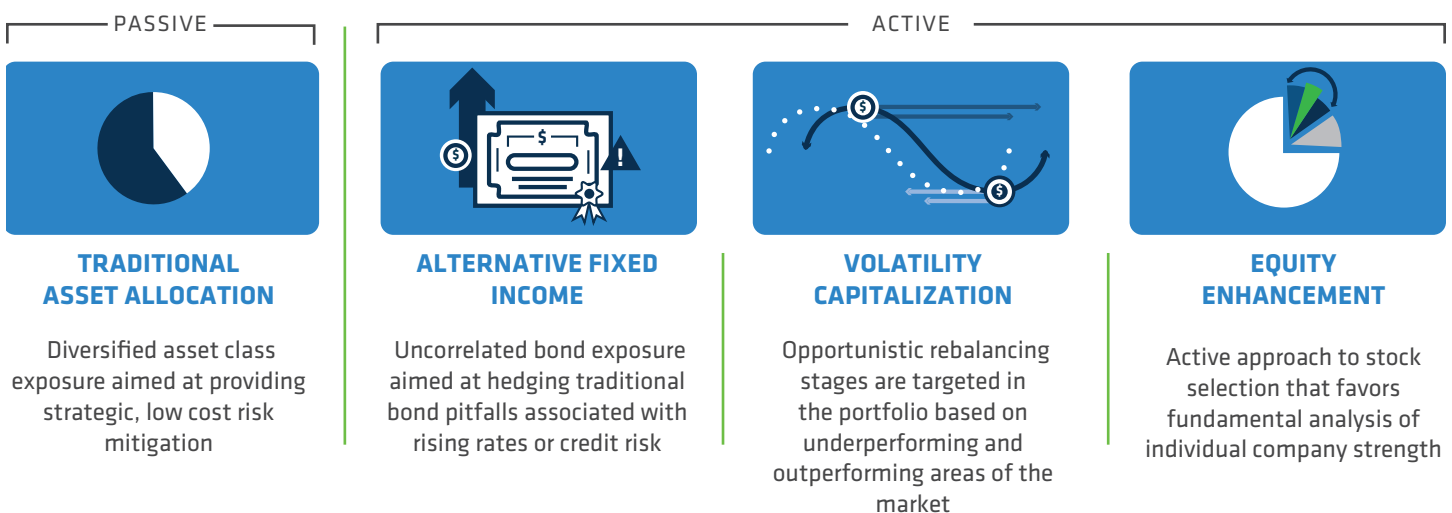 PASSIVE
ACTIVE
$
$
!
$
$
TRADITIONAL
ASSET ALLOCATION
Diversified asset class
exposure aimed at providing
strategic, low cost risk
mitigation
ALTERNATIVE FIXED
INCOME
Uncorrelated bond exposure
aimed at hedging traditional
bond pitfalls associated with
rising rates or credit risk
VOLATILITY
CAPITALIZATION
Opportunistic rebalancing
stages are targeted in
the portfolio based on
underperforming and
outperforming areas of the
market
EQUITY
ENHANCEMENT
Active approach to stock
selection that favors
fundamental analysis of
individual company strength